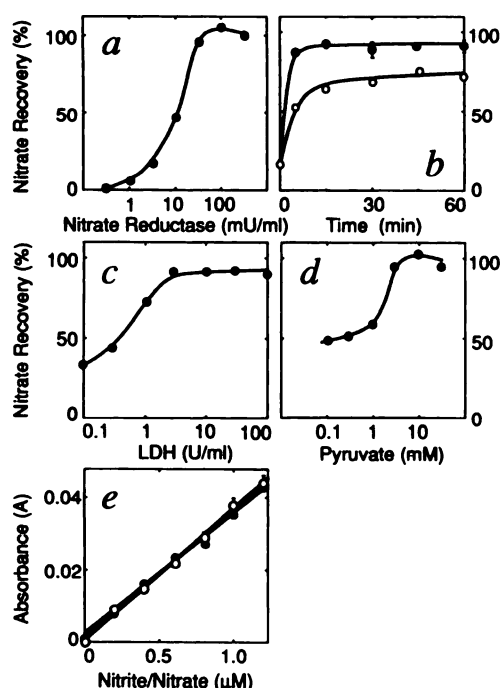 Nitrate Recovery (%)
100
50
0
a
1
10
100
Nitrate Reductase (mU/ml)
b
100
50
0
0
30
60
Time (min)
Nitrate Recovery (%)
100
50
0
c
0.1
1
10
100
LDH (U/ml)
d
100
50
0
0.1
1
10
Pyruvate (mM)
Absorbance (A)
0.04
0.02
0
e
0
0.5
1.0
Nitrite/Nitrate (μM)